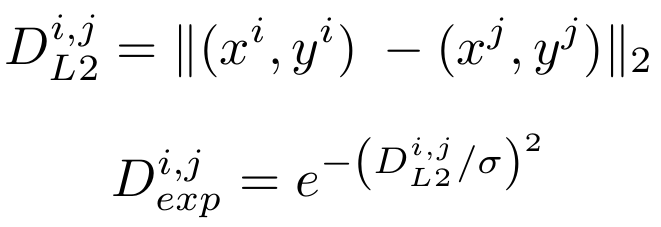 $D_{L2}^{i,j} = \|(x^i, y^i) \ - (x^j, y^j)\|_2$
$D_{exp}^{i,j} = e^{-\left(D_{L2}^{i,j}/\sigma\right)^2}$